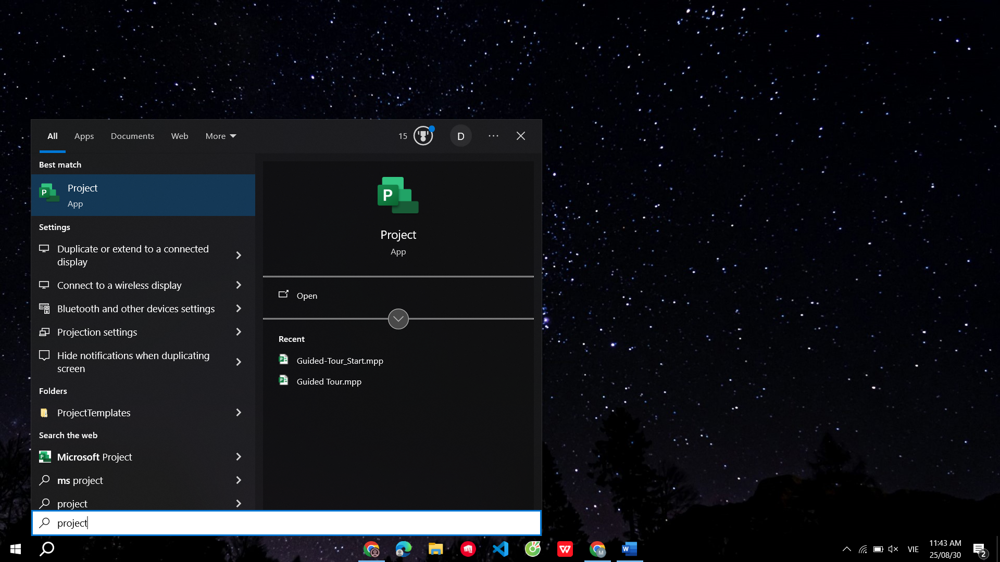 All
Apps
Documents
Web
More
15
D
Best match
Project
App
Settings
Duplicate or extend to a connected
display
Connect to a wireless display
Bluetooth and other devices settings
Projection settings
Hide notifications when duplicating
screen
Folders
ProjectTemplates
Search the web
Microsoft Project
ms project
project
P
Project
App
Open
Recent
Guided-Tour_Start.mpp
Guided Tour.mpp
project
VIE
11:43 AM
25/08/30
2